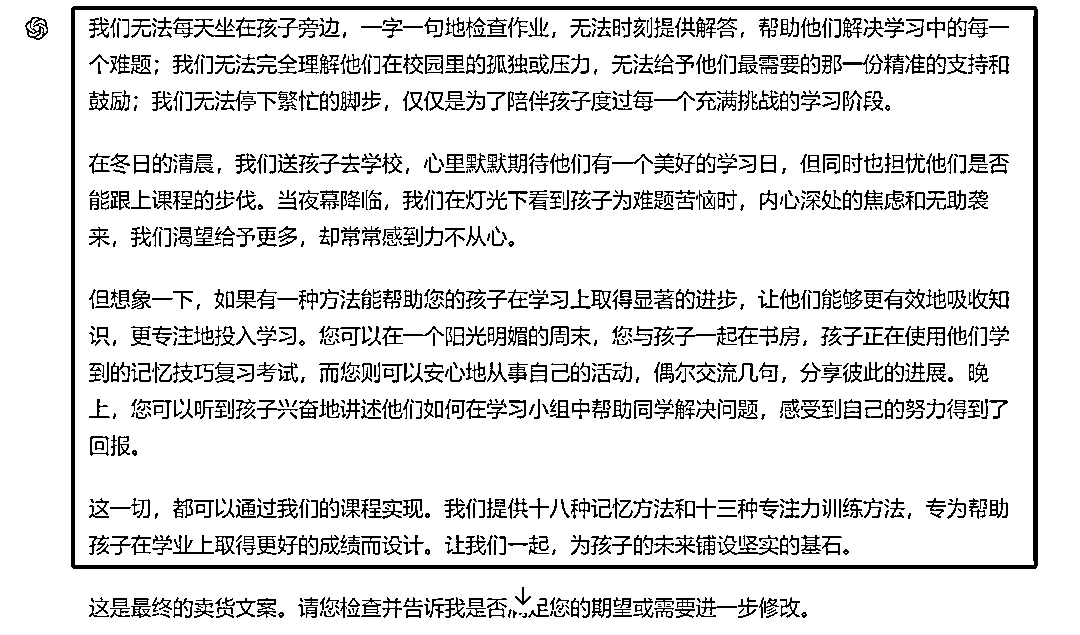 我们无法每天坐在孩子旁边，一字一句地检查作业，无法时刻提供解答，帮助他们解决学习中的每一
个难题；我们无法完全理解他们在校园里的孤独或压力，无法给予他们最需要的那一份精准的支持和
鼓励；我们无法停下繁忙的脚步，仅仅是为了陪伴孩子度过每一个充满挑战的学习阶段。
在冬日的清晨，我们送孩子去学校，心里默默期待他们有一个美好的学习日，但同时也担忧他们是否
能跟上课程的步伐。当夜幕降临，我们在灯光下看到孩子为难题苦恼时，内心深处的焦虑和无助袭
来，我们渴望给予更多，却常常感到力不从心。
但想象一下，如果有一种方法能帮助您的孩子在学习上取得显著的进步，让他们能够更有效地吸收知
识，更专注地投入学习。您可以在一个阳光明媚的周末，您与孩子一起在书房，孩子正在使用他们学
到的记忆技巧复习考试，而您则可以安心地从事自己的活动，偶尔交流几句，分享彼此的进展。晚
上，您可以听到孩子兴奋地讲述他们如何在学习小组中帮助同学解决问题，感受到自己的努力得到了
回报。
这一切，都可以通过我们的课程实现。我们提供十八种记忆方法和十三种专注力训练方法，专为帮助
孩子在学业上取得更好的成绩而设计。让我们一起，为孩子的未来铺设坚实的基石。
这是最终的卖货文案。请您检查并告诉我是否足您的期望或需要进一步修改。